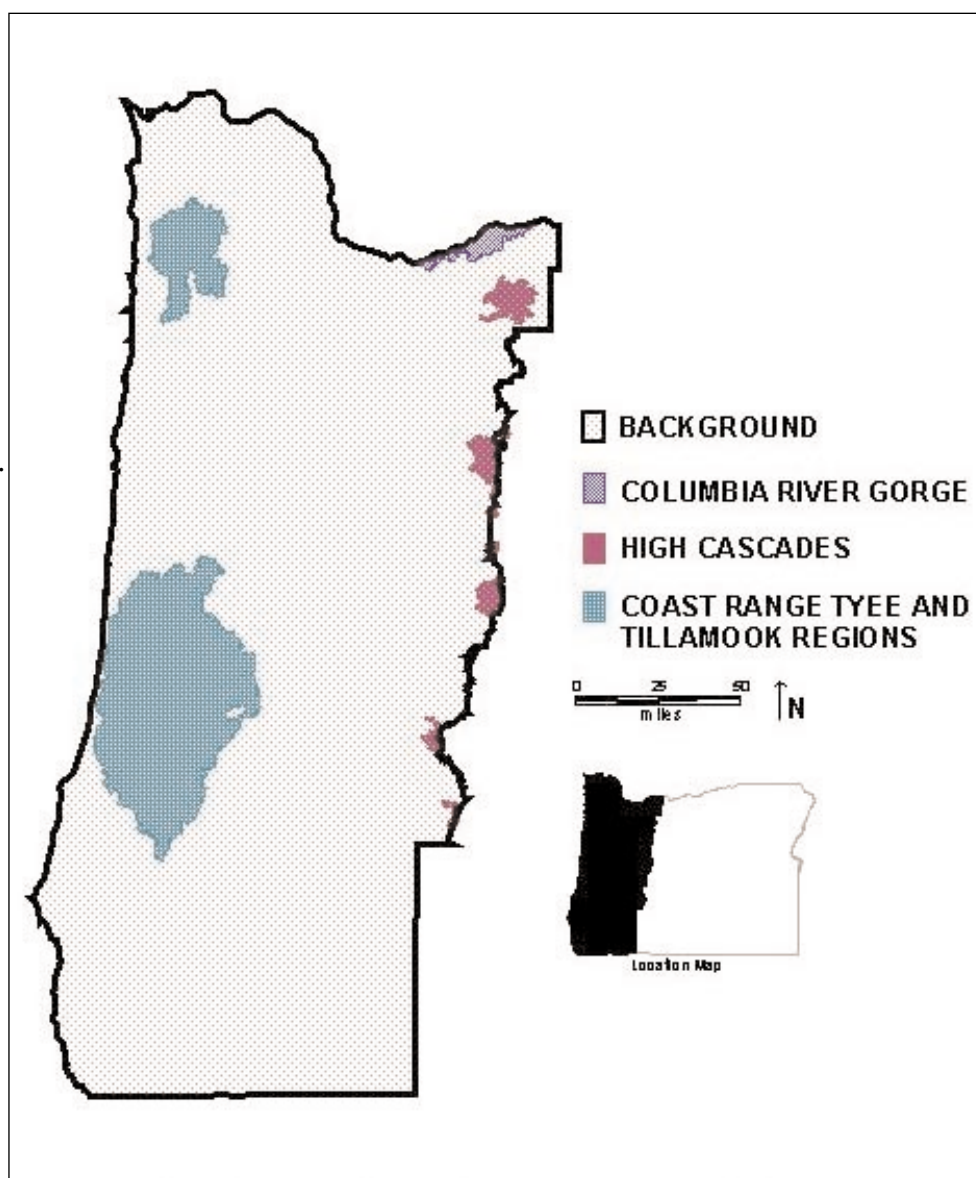 BACKGROUND
COLUMBIA RIVER GORGE
HIGH CASCADES
COAST RANGE TYEE AND
TILLAMOOK REGIONS
0 25 50
miles
N
Location Map